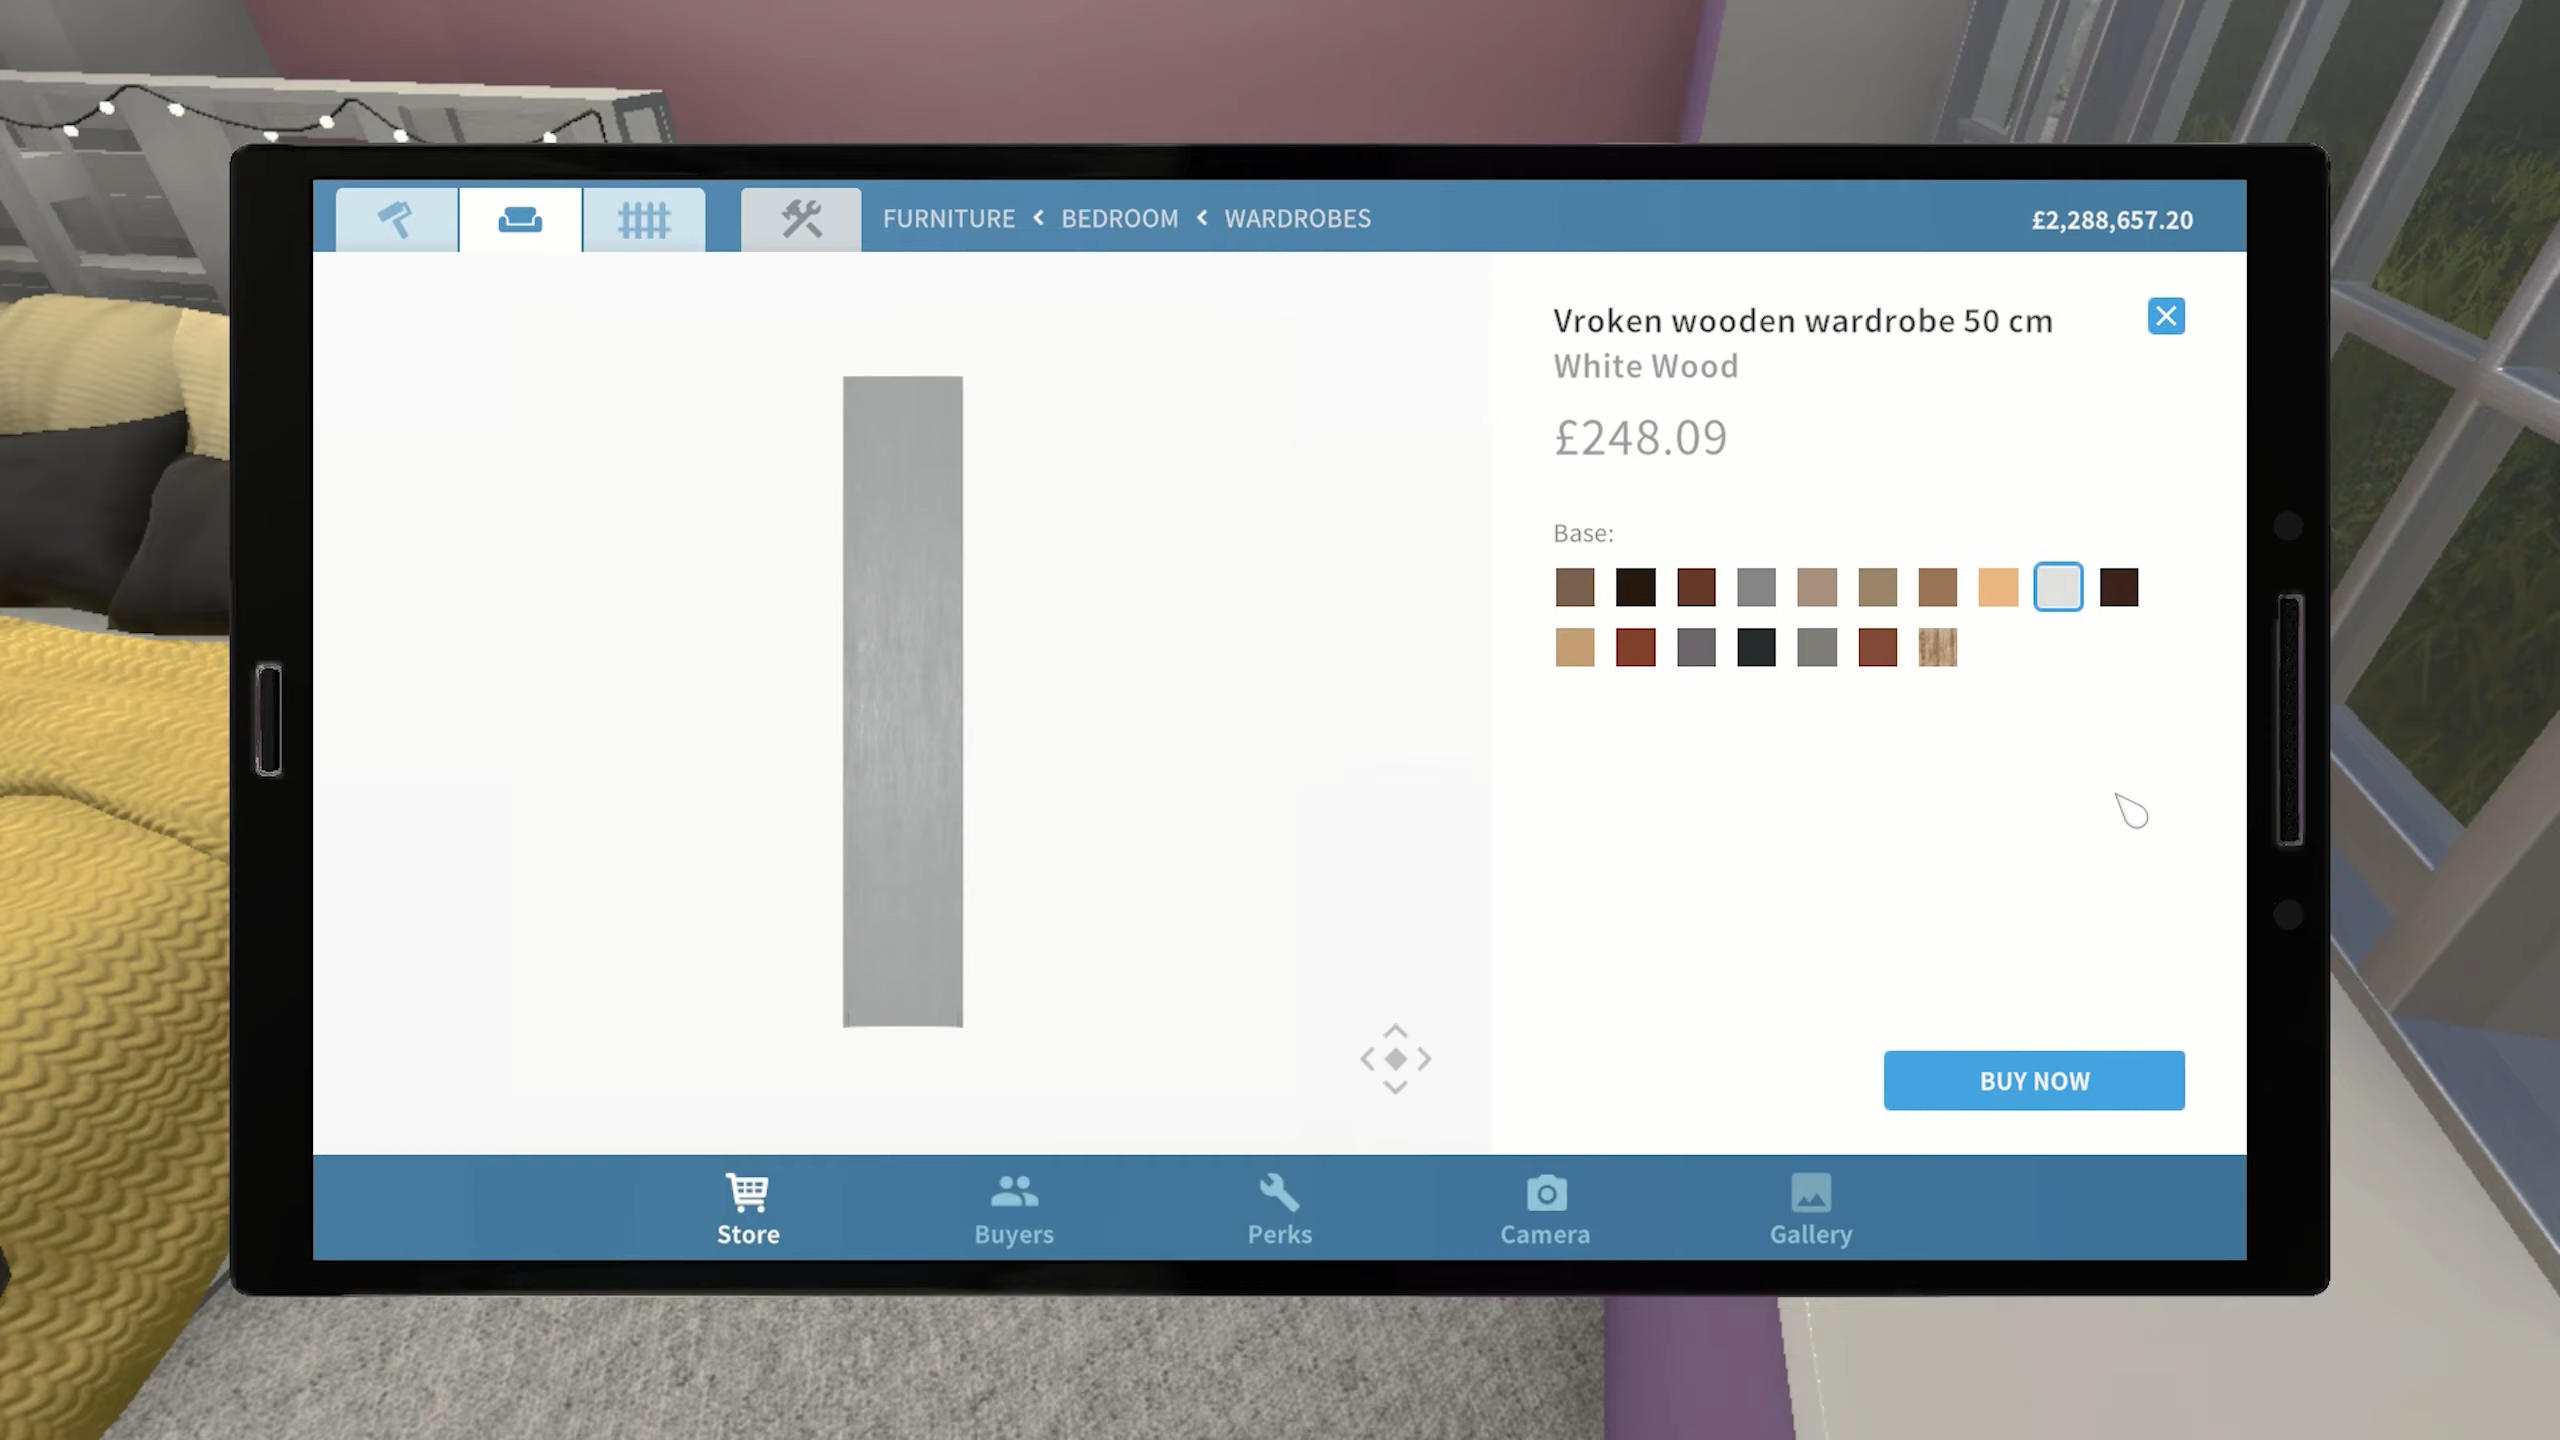 FURNITURE < BEDROOM < WARDROBES
£2,288,657.20
Vroken wooden wardrobe 50 cm
White Wood
£248.09
Base:
BUY NOW
Store
Buyers
Perks
Camera
Gallery